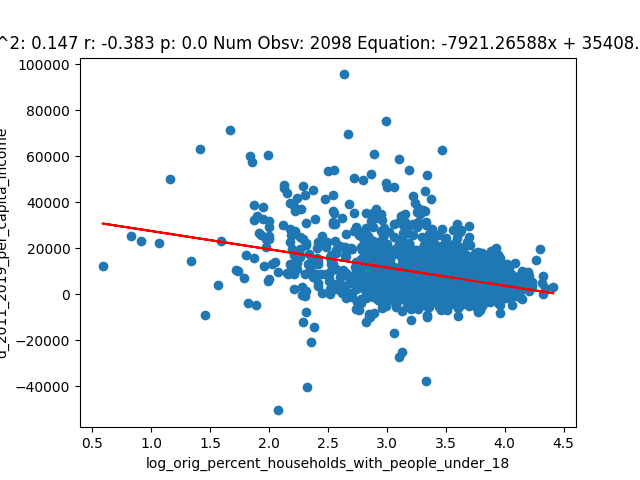 ^2: 0.147 r: -0.383 p: 0.0 Num Obsv: 2098 Equation: -7921.26588x + 35408.
100000
80000
60000
40000
20000
0
−20000
−40000
d_2011_2019_per_capita_income
0.5 1.0 1.5 2.0 2.5 3.0 3.5 4.0 4.5
log_orig_percent_households_with_people_under_18